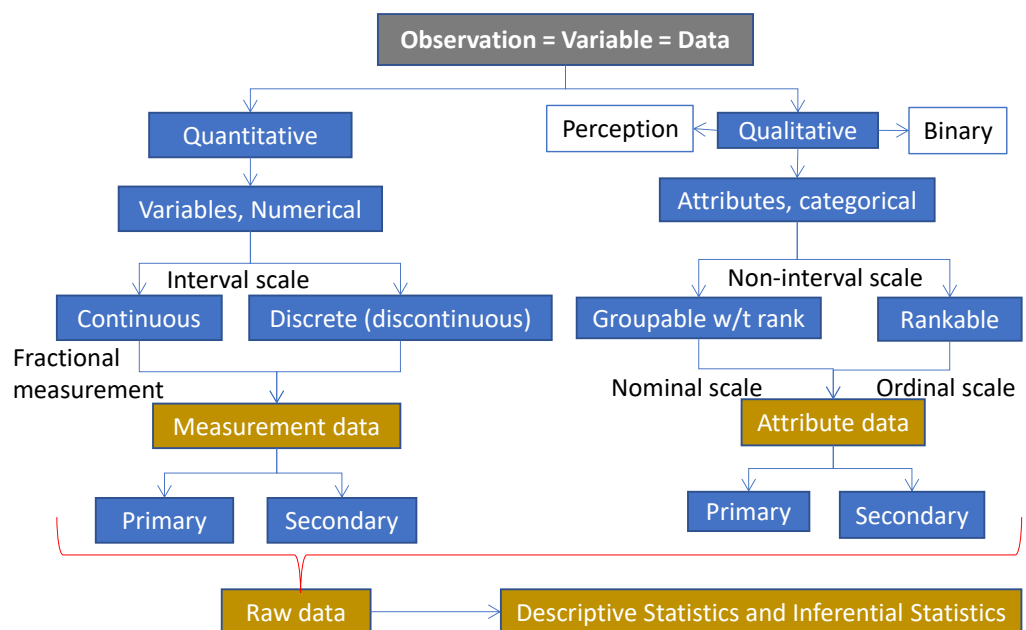 Observation = Variable = Data
Quantitative
Perception
Qualitative
Binary
Variables, Numerical
Attributes, categorical
Interval scale
Non-interval scale
Continuous
Discrete (discontinuous)
Groupable w/t rank
Rankable
Fractional
measurement
Nominal scale
Ordinal scale
Measurement data
Attribute data
Primary
Secondary
Primary
Secondary
Raw data
Descriptive Statistics and Inferential Statistics